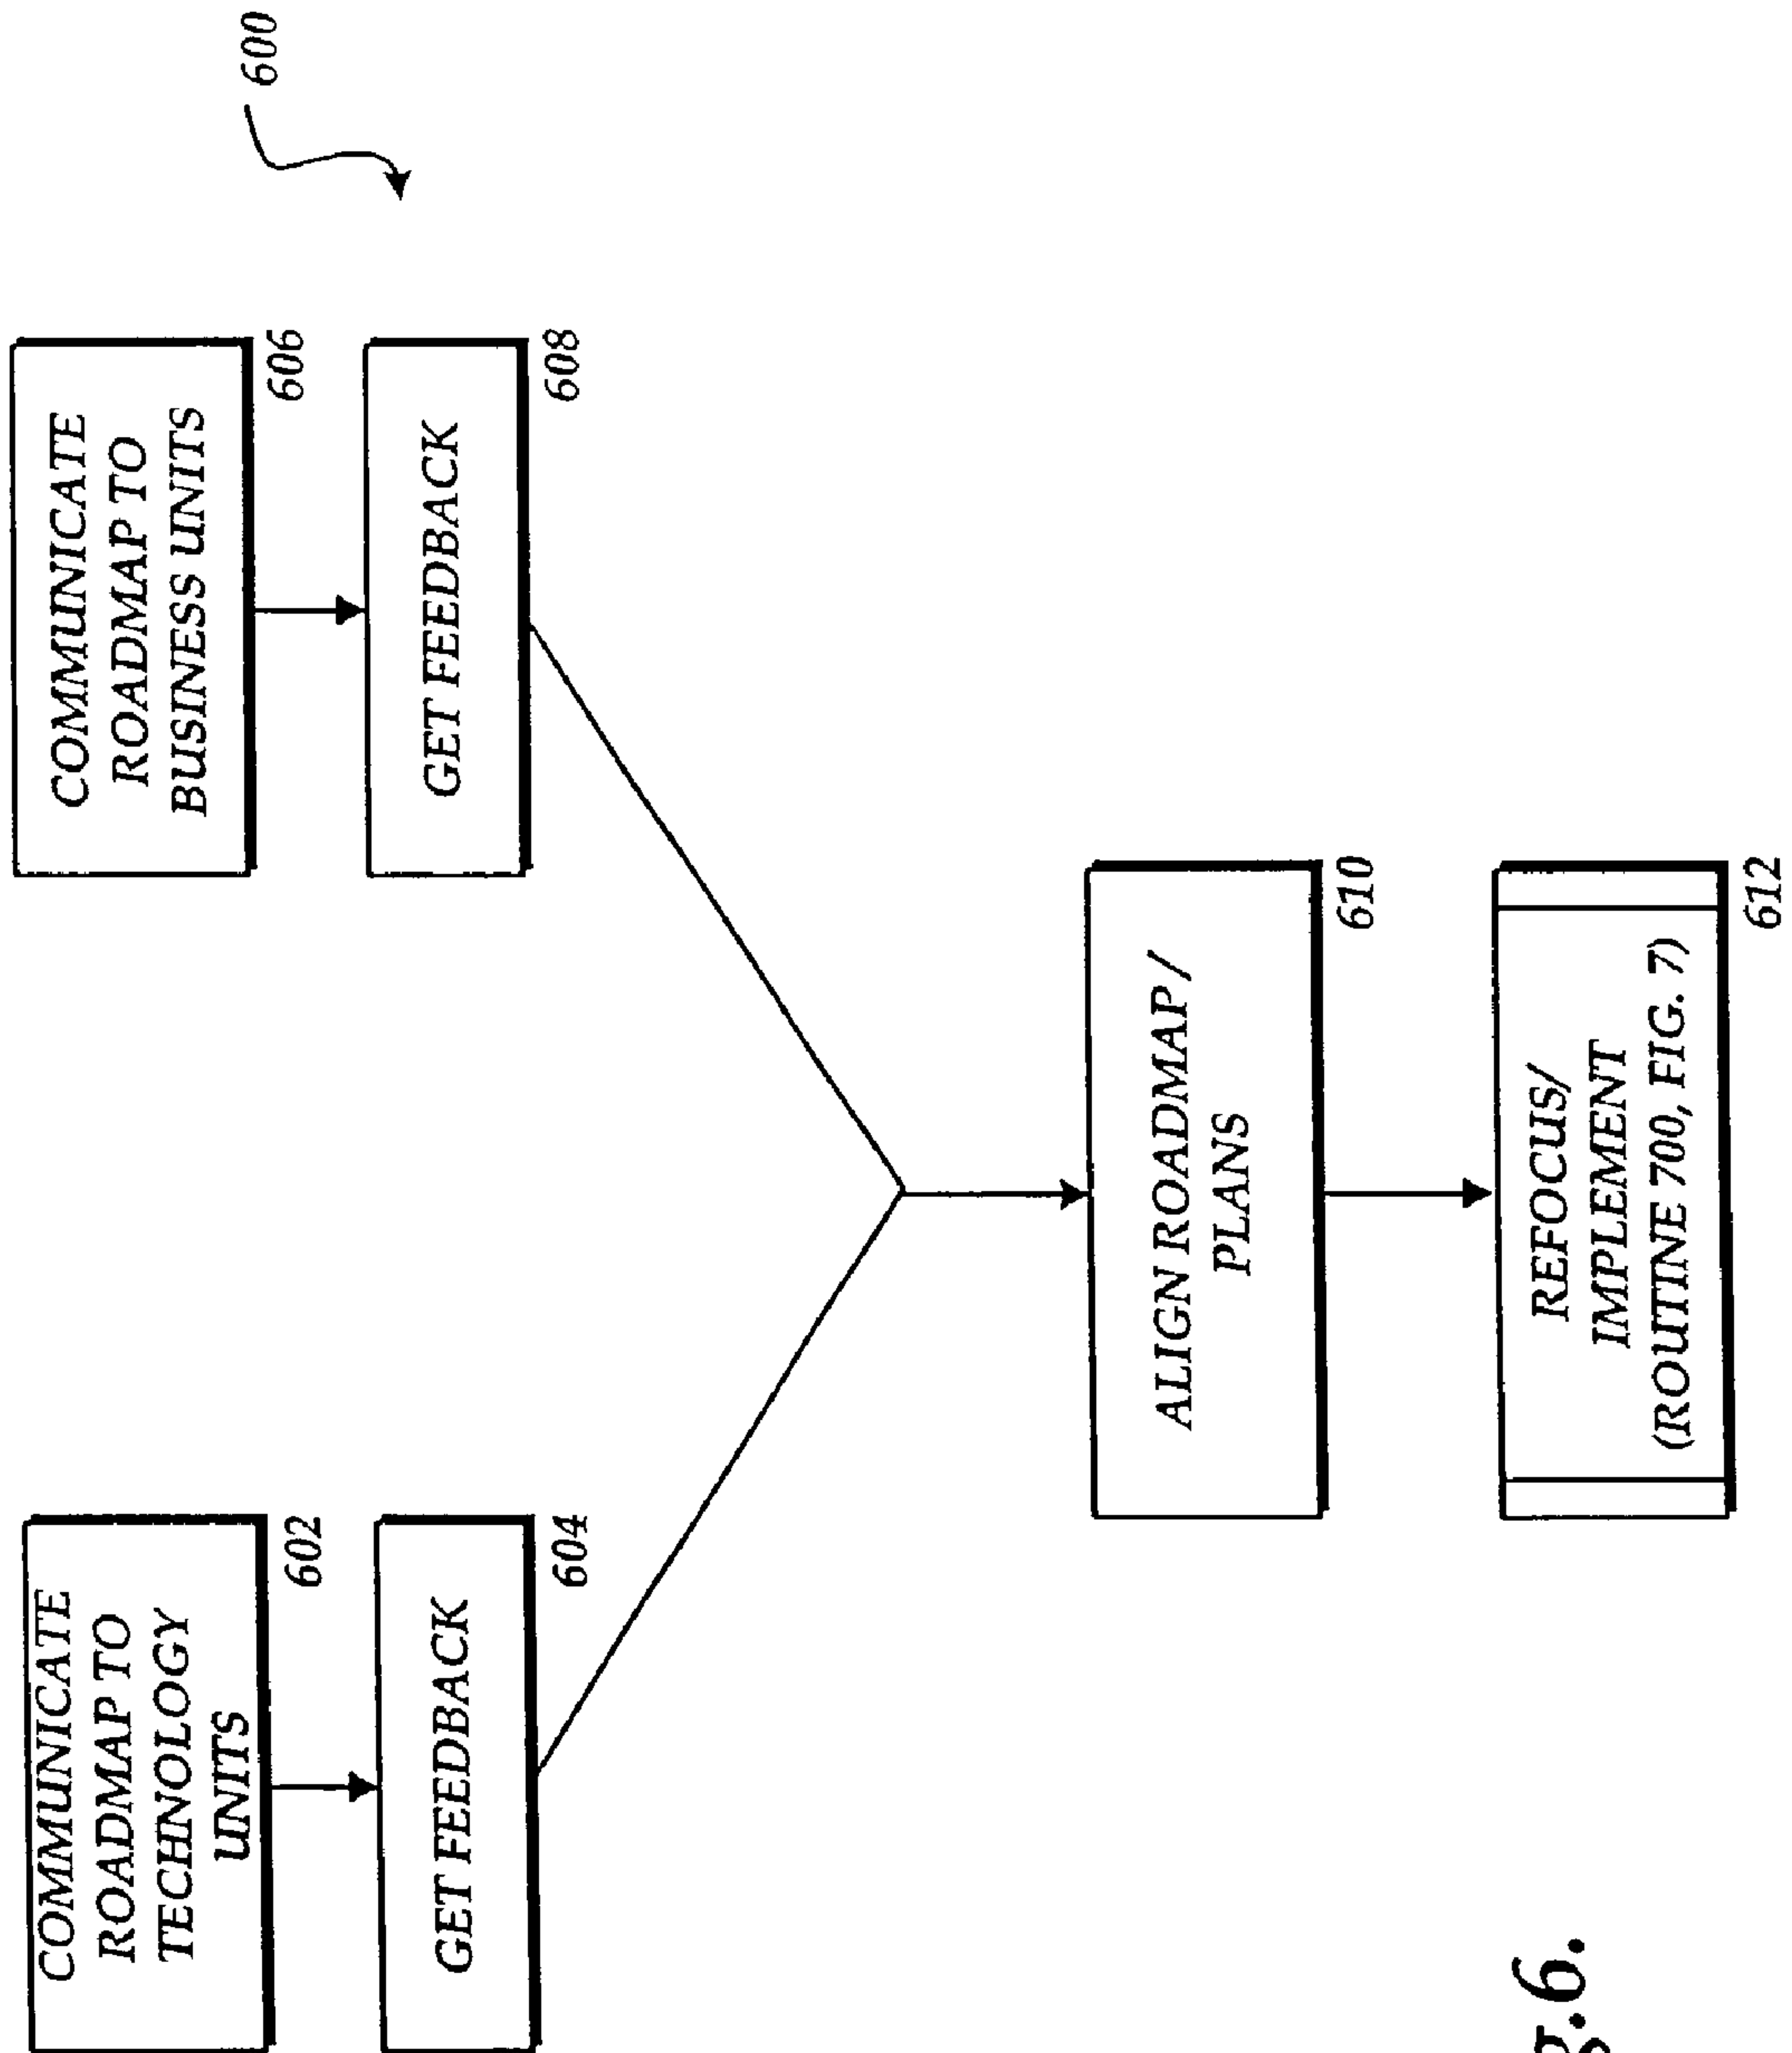 600
COMMUNICATE
ROADMAP TO
TECHNOLOGY
UNITS
602
COMMUNICATE
ROADMAP TO
BUSINESS UNITS
606
GET FEEDBACK
604
GET FEEDBACK
608
ALIGN ROADMAP /
PLANS
610
REFOCUS/
IMPLEMENT
(ROUTINE 700, FIG. 7)
612
g.6.